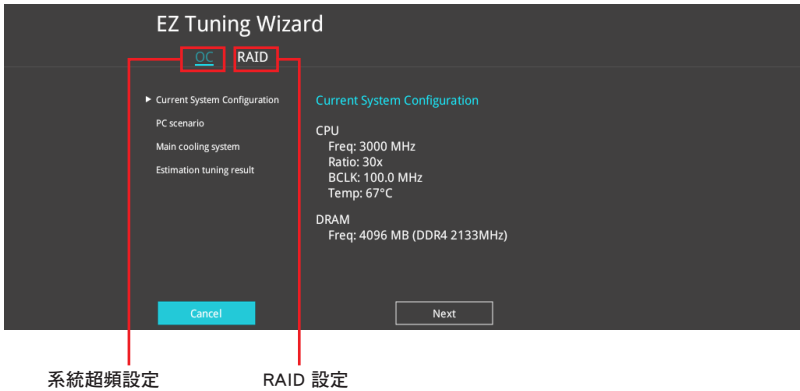 EZ Tuning Wizard
OC RAID
Current System Configuration
PC scenario
Main cooling system
Estimation tuning result
Current System Configuration
CPU
Freq: 3000 MHz
Ratio: 30x
BCLK: 100.0 MHz
Temp: 67°C
DRAM
Freq: 4096 MB (DDR4 2133MHz)
Cancel
Next
系統超頻設定
RAID 設定